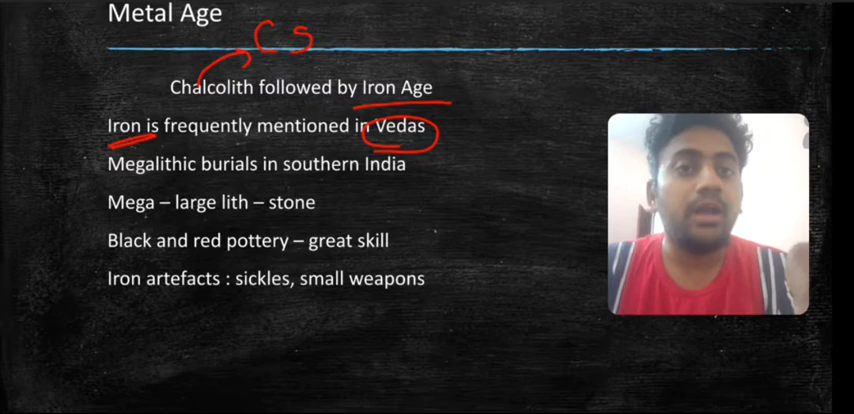 Metal Age
C S
Chalcolith followed by Iron Age
Iron is frequently mentioned in Vedas
Megalithic burials in southern India
Mega – large lith – stone
Black and red pottery – great skill
Iron artefacts : sickles, small weapons